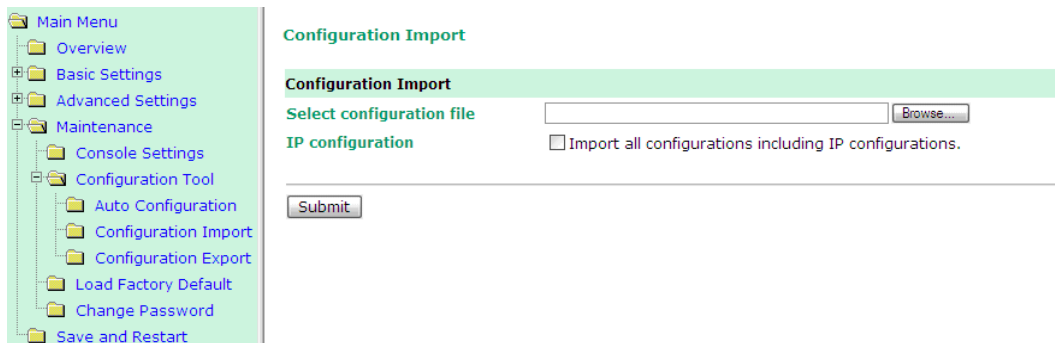 Main Menu
Overview
Basic Settings
Advanced Settings
Maintenance
Console Settings
Configuration Tool
Auto Configuration
Configuration Import
Configuration Export
Load Factory Default
Change Password
Save and Restart
Configuration Import
Configuration Import
Select configuration file Browse...
IP configuration Import all configurations including IP configurations.
Submit